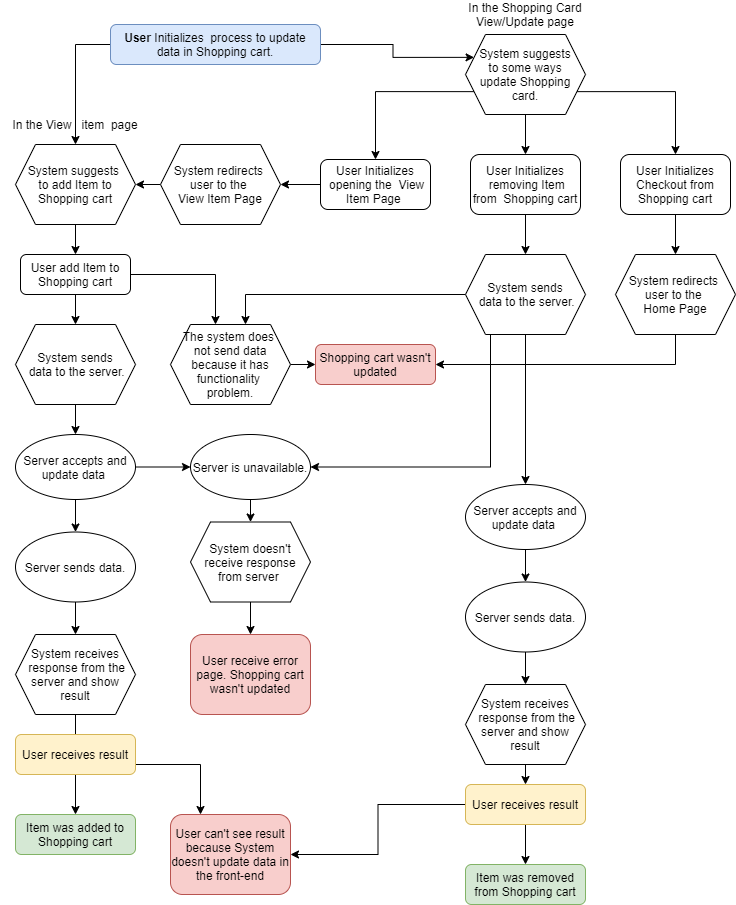 In the Shopping Card
View/Update page
User Initializes process to update
data in Shopping cart.
System suggests
to some ways
update Shopping
card.
In the View item page
System suggests
to add Item to
Shopping cart
System redirects
user to the
View Item Page
User Initializes
opening the View
Item Page
User Initializes
removing Item
from Shopping cart
User Initializes
Checkout from
Shopping cart
User add Item to
Shopping cart
System sends
data to the server.
System redirects
user to the
Home Page
System sends
data to the server.
The system does
not send data
because it has
functionality
problem.
Shopping cart wasn't
updated
Server accepts and
update data
Server is unavailable.
Server accepts and
update data
Server sends data.
System doesn't
receive response
from server
Server sends data.
System receives
response from the
server and show
result
User receive error
page. Shopping cart
wasn't updated
System receives
response from the
server and show
result
User receives result
User receives result
Item was added to
Shopping cart
User can't see result
because System
doesn't update data in
the front-end
Item was removed
from Shopping cart